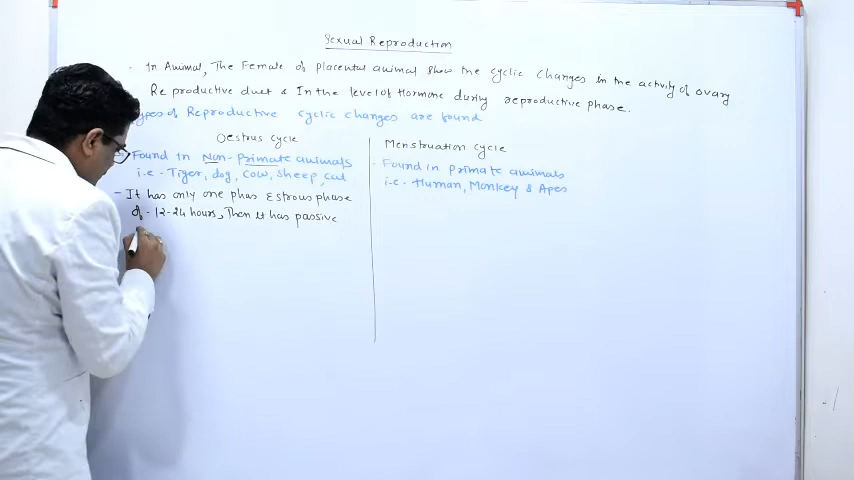 Sexual Reproduction
- In Animal, The Female of placental animal show the cyclic changes in the activity of ovary
Reproductive duct & In the level of Hormone during reproductive phase.
ypes of Reproductive cyclic changes are found
Oestrus cycle
- Found in Non-primate animals
i.e - Tiger, dog, cow, sheep, cat
- It has only one phas Estrous phase
of - 12-24 hours, Then it has passive
Menstruation cycle
- Found in primate animals
i.e - Human, Monkey & Apes